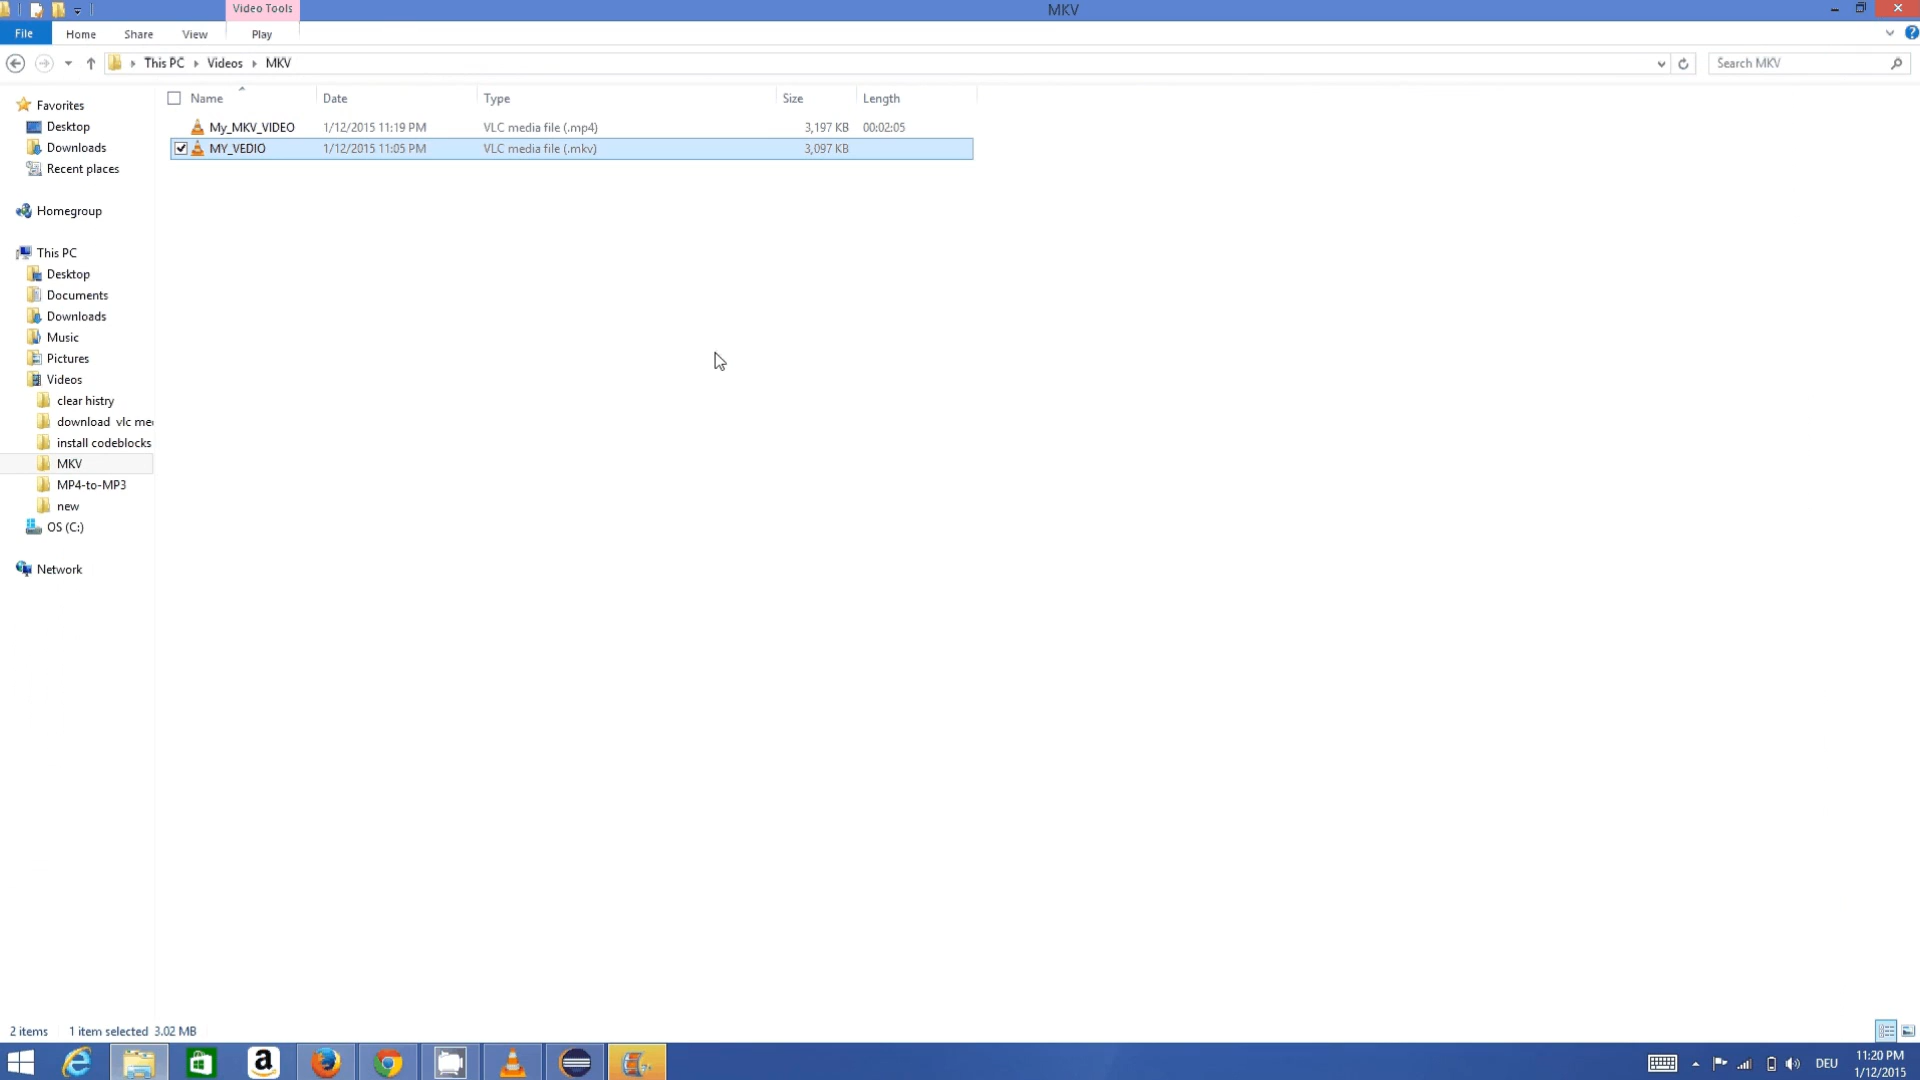 Video Tools
MKV
File
Home
Share
View
Play
This PC
Videos
MKV
Search MKV
Name
Date
Type
Size
Length
My_MKV_VIDEO
1/12/2015 11:19 PM
VLC media file (.mp4)
3,197 KB
00:02:05
MY_VEDIO
1/12/2015 11:05 PM
VLC media file (.mkv)
3,097 KB
Favorites
Desktop
Downloads
Recent places
Homegroup
This PC
Desktop
Documents
Downloads
Music
Pictures
Videos
clear histry
download vlc me
install codeblocks
MKV
MP4-to-MP3
new
OS (C:)
Network
2 items
1 item selected 3.02 MB
DEU
11:20 PM
1/12/2015